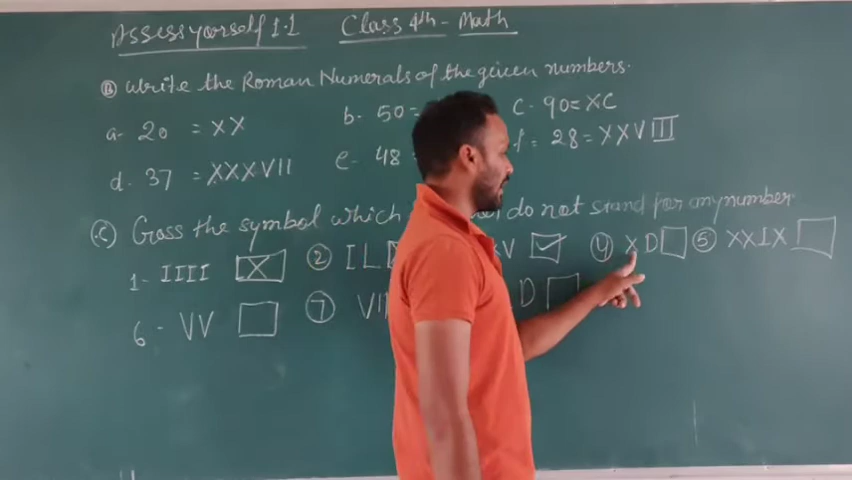 Assess yourself 1.1 Class 4th - Math
(B) Write the Roman Numerals of the given numbers.
a- 20 = XX b- 50 = C- 90 = XC
d. 37 = XXXVII e- 48 = f = 28 = XXVIII
(C) Cross the symbol which do not stand for any number.
1- IIII ☒ (2) IL V ☑ (4) XD ☐ (5) XXIX ☐
6 - VV ☐ (7) VII D ☐